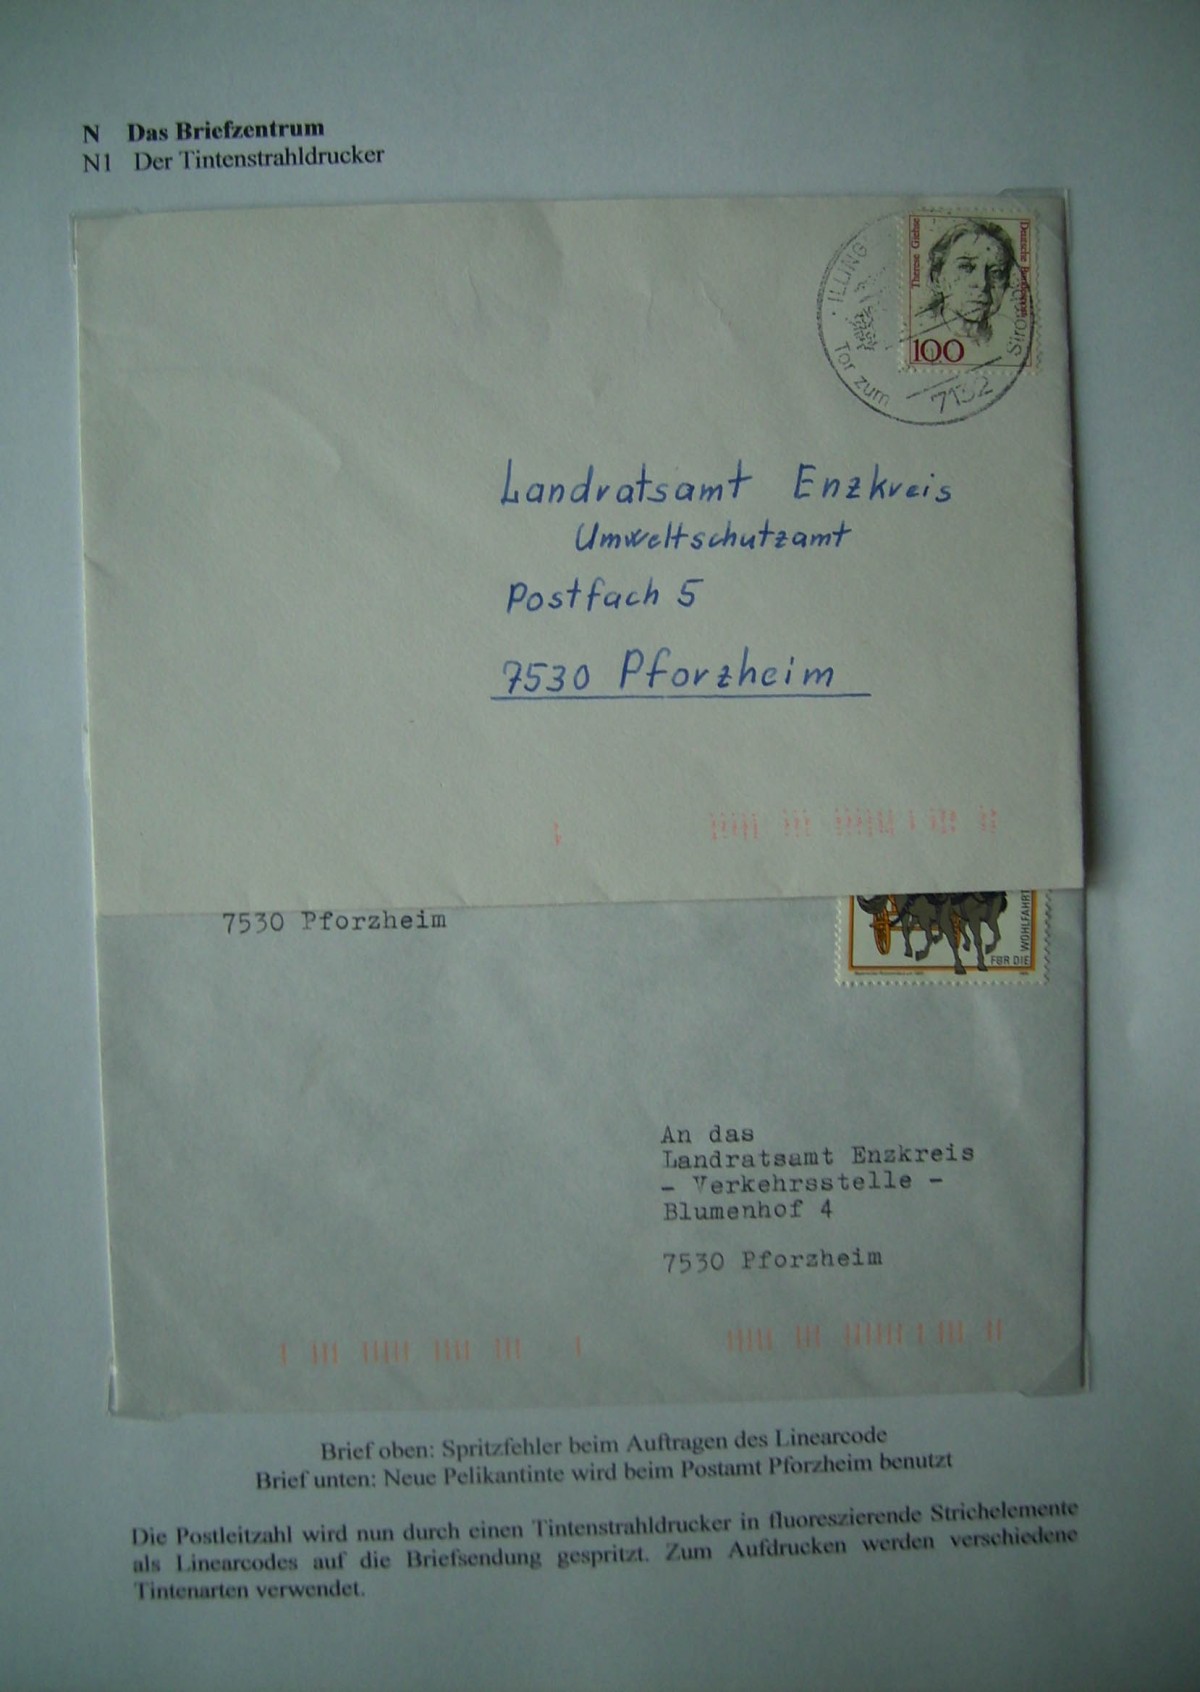 N Das Briefzentrum
N1 Der Tintenstrahldrucker
Therese Giehse
Deutsche Bundespost
100
ILLING
Tor zum
7132
Landratsamt Enzkreis
Umweltschutzamt
Postfach 5
7530 Pforzheim
7530 Pforzheim
FÜR DIE
WOHLFAHRT
An das
Landratsamt Enzkreis
- Verkehrsstelle -
Blumenhof 4
7530 Pforzheim
Brief oben: Spritzfehler beim Auftragen des Linearcode
Brief unten: Neue Pelikantinte wird beim Postamt Pforzheim benutzt
Die Postleitzahl wird nun durch einen Tintenstrahldrucker in fluoreszierende Strichelemente
als Linearcodes auf die Briefsendung gespritzt. Zum Aufdrucken werden verschiedene
Tintenarten verwendet.